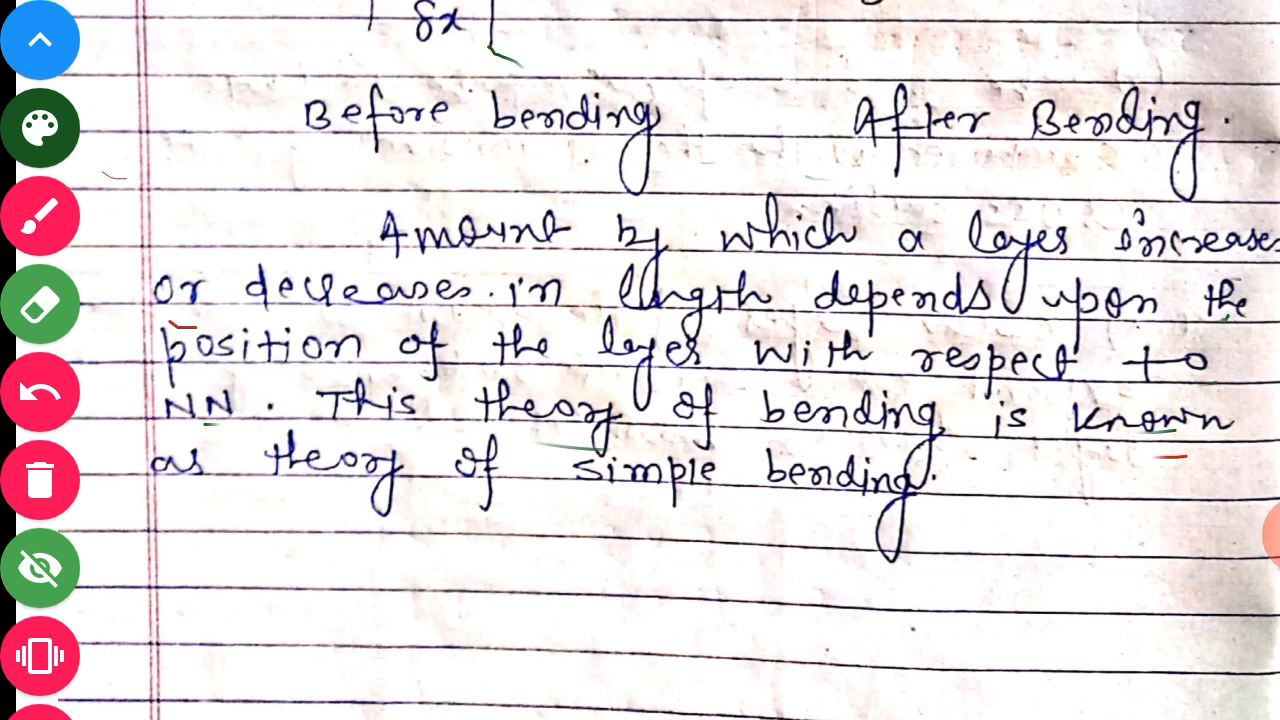 δx
Before bending After Bending.
Amount by which a layer increases
or decreases in length depends upon the
position of the layer with respect to
NN. This theory of bending is known
as theory of simple bending.